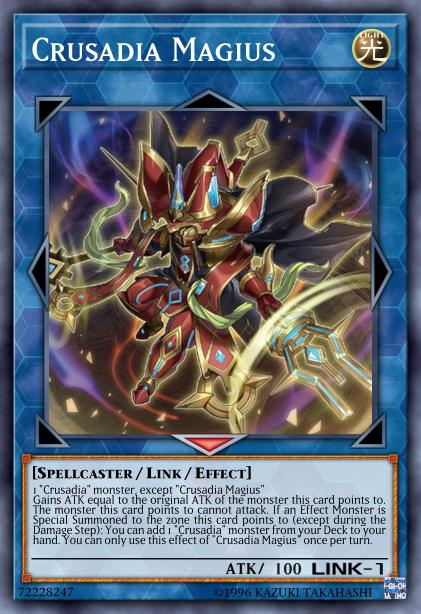 CRUSADIA MAGIUS
LIGHT
光
[SPELLCASTER / LINK / EFFECT]
1 "Crusadia" monster, except "Crusadia Magius"
Gains ATK equal to the original ATK of the monster this card points to.
The monster this card points to cannot attack. If an Effect Monster is
Special Summoned to the zone this card points to (except during the
Damage Step): You can add 1 "Crusadia" monster from your Deck to your
hand. You can only use this effect of "Crusadia Magius" once per turn.
ATK/ 100 LINK-1
72228247
©1996 KAZUKI TAKAHASHI